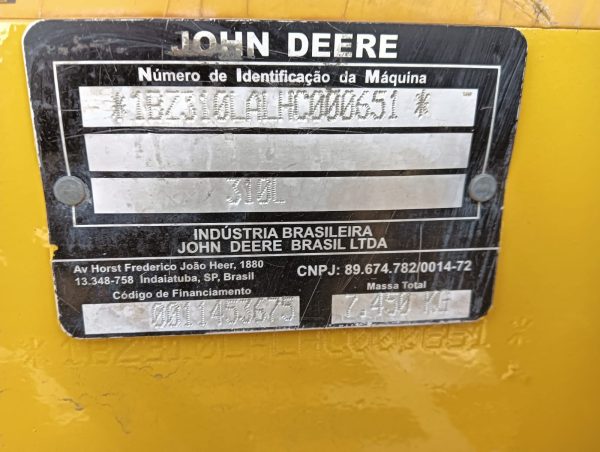 JOHN DEERE
Número de Identificação da Máquina
*1BZ310LALHC000651*
310L
INDÚSTRIA BRASILEIRA
JOHN DEERE BRASIL LTDA
Av Horst Frederico João Heer, 1880
13.348-758 Indaiatuba, SP, Brasil
CNPJ: 89.674.782/0014-72
Código de Financiamento
Massa Total
0011453675
7.450 KG
*1BZ310LALHC000651*